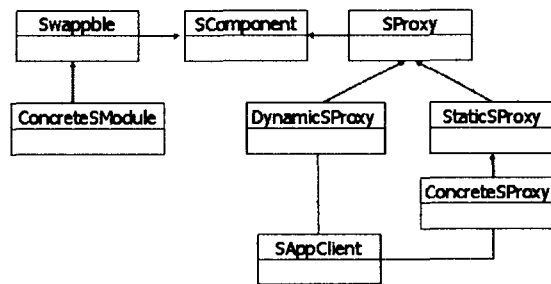 Swappble
SComponent
SProxy
ConcreteSModule
DynamicSProxy
StaticSProxy
ConcreteSProxy
SAppClient